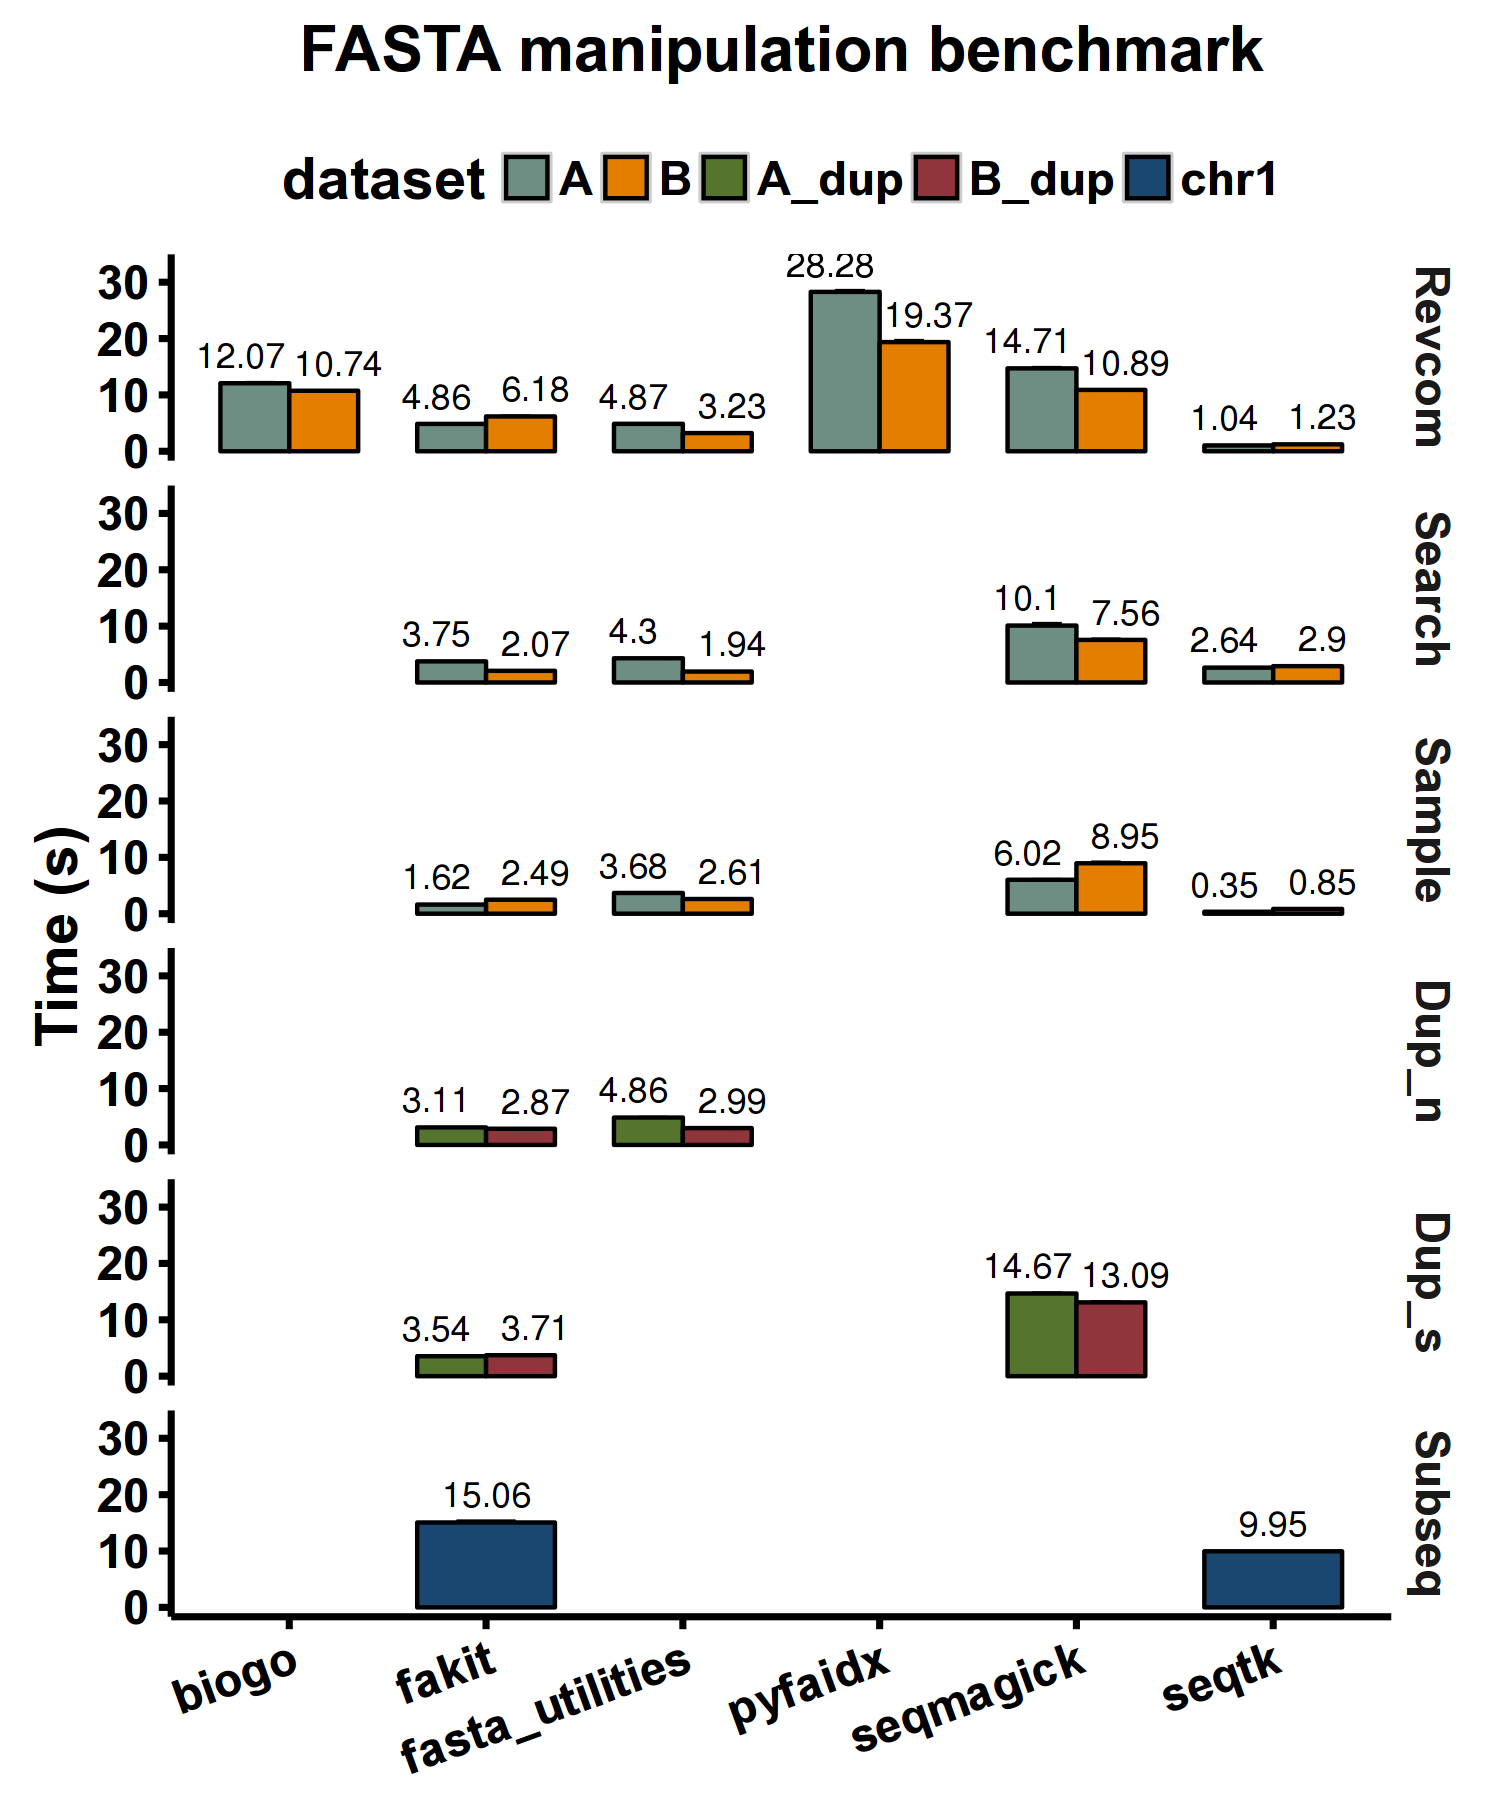 FASTA manipulation benchmark
dataset A B A_dup B_dup chr1
Time (s)
30
20
10
0
12.07 10.74 4.86 6.18 4.87 3.23 28.28 19.37 14.71 10.89 1.04 1.23
Revcom
30
20
10
0
3.75 2.07 4.3 1.94 10.1 7.56 2.64 2.9
Search
30
20
10
0
1.62 2.49 3.68 2.61 6.02 8.95 0.35 0.85
Sample
30
20
10
0
3.11 2.87 4.86 2.99
Dup_n
30
20
10
0
3.54 3.71 14.67 13.09
Dup_s
30
20
10
0
15.06 9.95
Subseq
biogo fakit fasta_utilities pyfaidx seqmagick seqtk